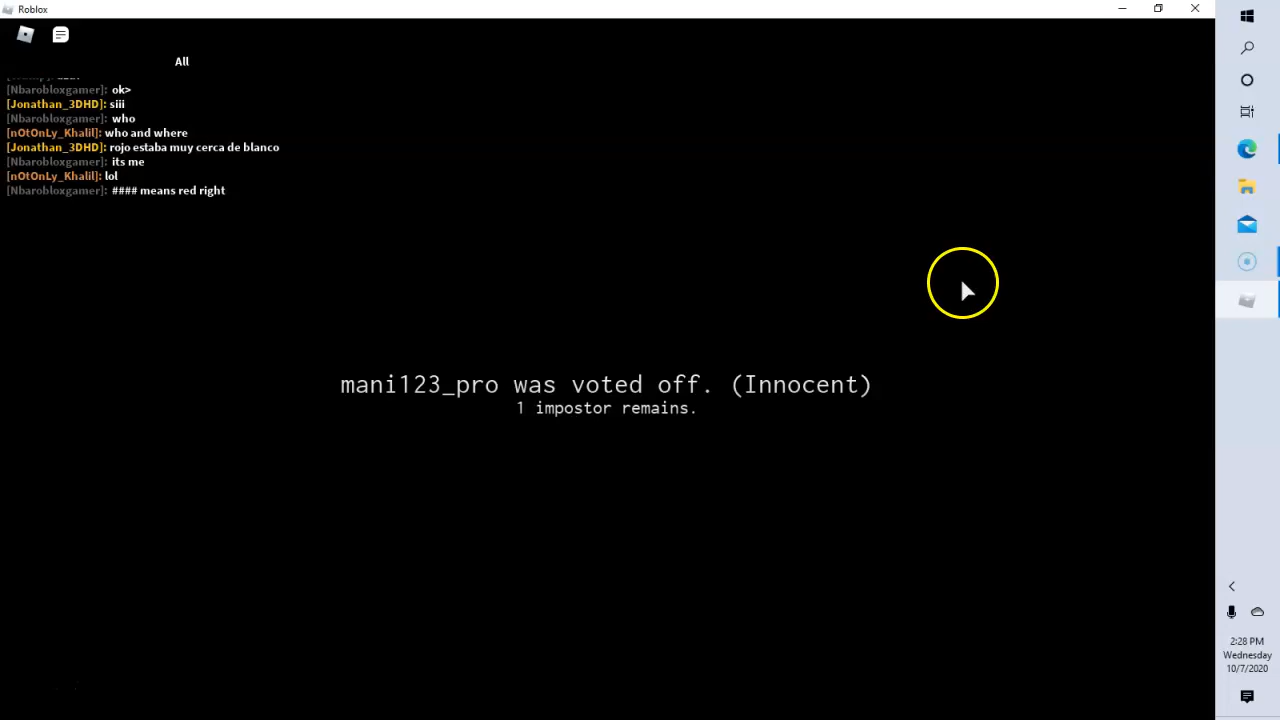 Roblox
All
[Nbarobloxgamer]: ok>
[Jonathan_3DHD]: siii
[Nbarobloxgamer]: who
[nOtOnLy_Khalil]: who and where
[Jonathan_3DHD]: rojo estaba muy cerca de blanco
[Nbarobloxgamer]: its me
[nOtOnLy_Khalil]: lol
[Nbarobloxgamer]: #### means red right
mani123_pro was voted off. (Innocent)
1 impostor remains.
2:28 PM
Wednesday
10/7/2020